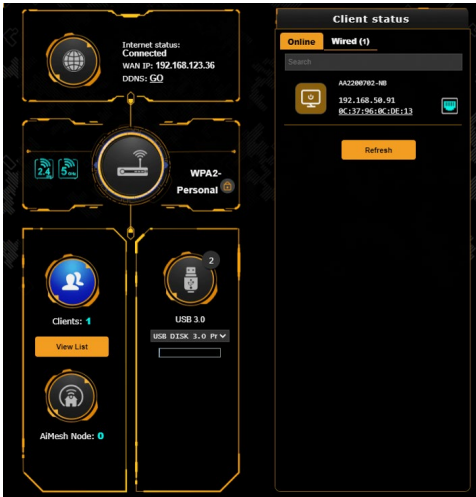 Internet status:
Connected
WAN IP: 192.168.123.36
DDNS: GO
2.4
5
WPA2-
Personal
Clients: 1
View List
AiMesh Node: 0
2
USB 3.0
USB DISK 3.0 Pr
Client status
Online
Wired (1)
Search
AA2200702-NB
192.168.50.91
0C:37:96:0C:DE:13
Refresh